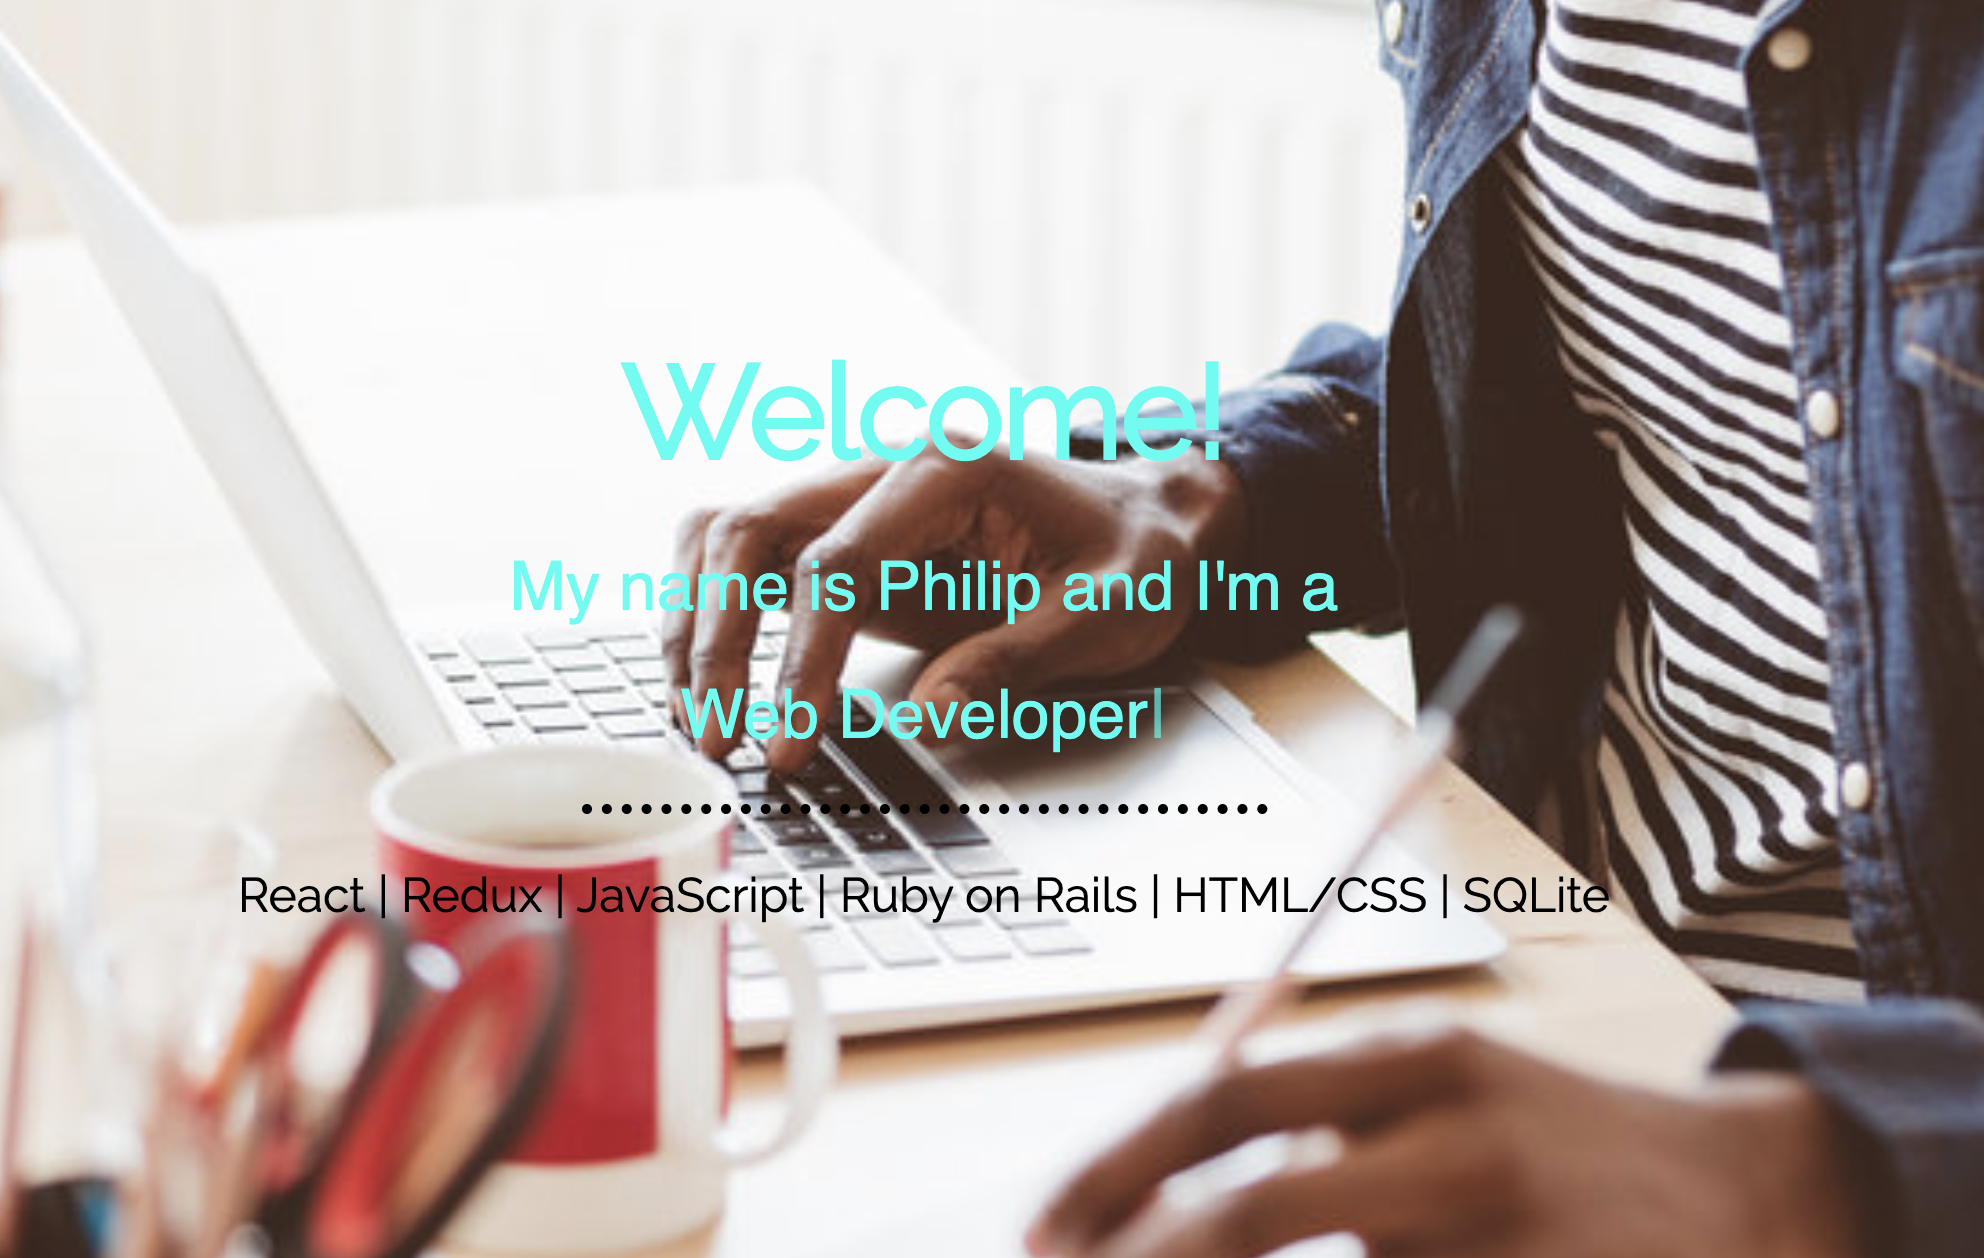 Welcome!
My name is Philip and I'm a
Web Developer
React | Redux | JavaScript | Ruby on Rails | HTML/CSS | SQLite